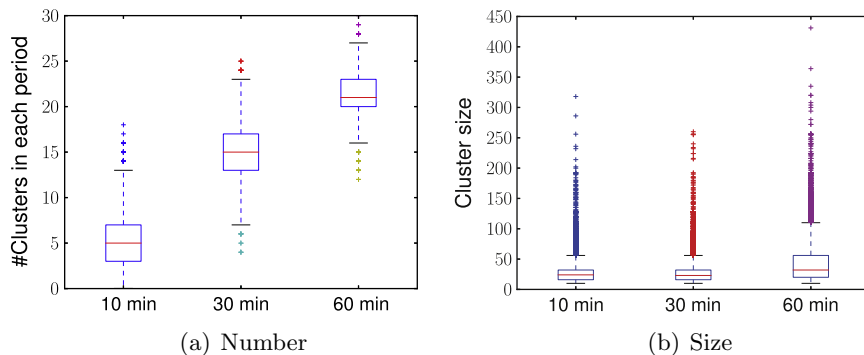 30
25
20
15
10
5
0
#Clusters in each period
10 min
30 min
60 min
(a) Number
450
400
350
300
250
200
150
100
50
0
Cluster size
10 min
30 min
60 min
(b) Size